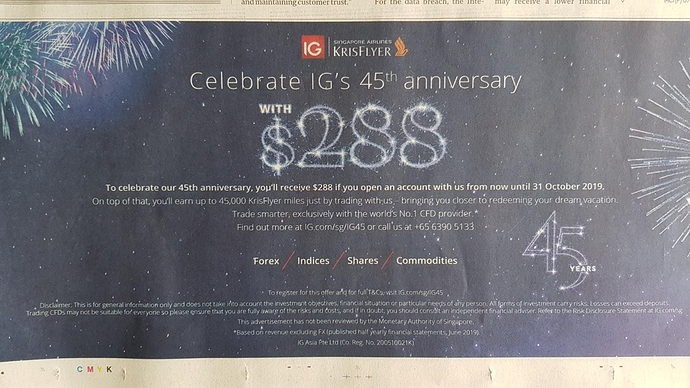 and maintaining customer trust."
For the data breach, the
may receive a lower financial
IG
SINGAPORE AIRLINES
KRISFLYER
Celebrate IG's 45th anniversary
WITH
$288
To celebrate our 45th anniversary, you'll receive $288 if you open an account with us from now until 31 October 2019.
On top of that, you'll earn up to 45,000 KrisFlyer miles just by trading with us – bringing you closer to redeeming your dream vacation.
Trade smarter, exclusively with the world's No.1 CFD provider.*
Find out more at IG.com/sg/IG45 or call us at +65 6390 5133
45
YEARS
Forex / Indices / Shares / Commodities
To register for this offer and for full T&Cs, visit IG.com/sg/IG45
Disclaimer: This is for general information only and does not take into account the investment objectives, financial situation or particular needs of any person. All forms of investment carry risks. Losses can exceed deposits.
Trading CFDs may not be suitable for everyone so please ensure that you are fully aware of the risks and costs, and if in doubt, you should consult an independent financial adviser. Refer to the Risk Disclosure Statement at IG.com/sg
This advertisement has not been reviewed by the Monetary Authority of Singapore.
*Based on revenue excluding FX (published half yearly financial statements, June 2019).
IG Asia Pte Ltd (Co. Reg. No. 200510021K)
C M Y K